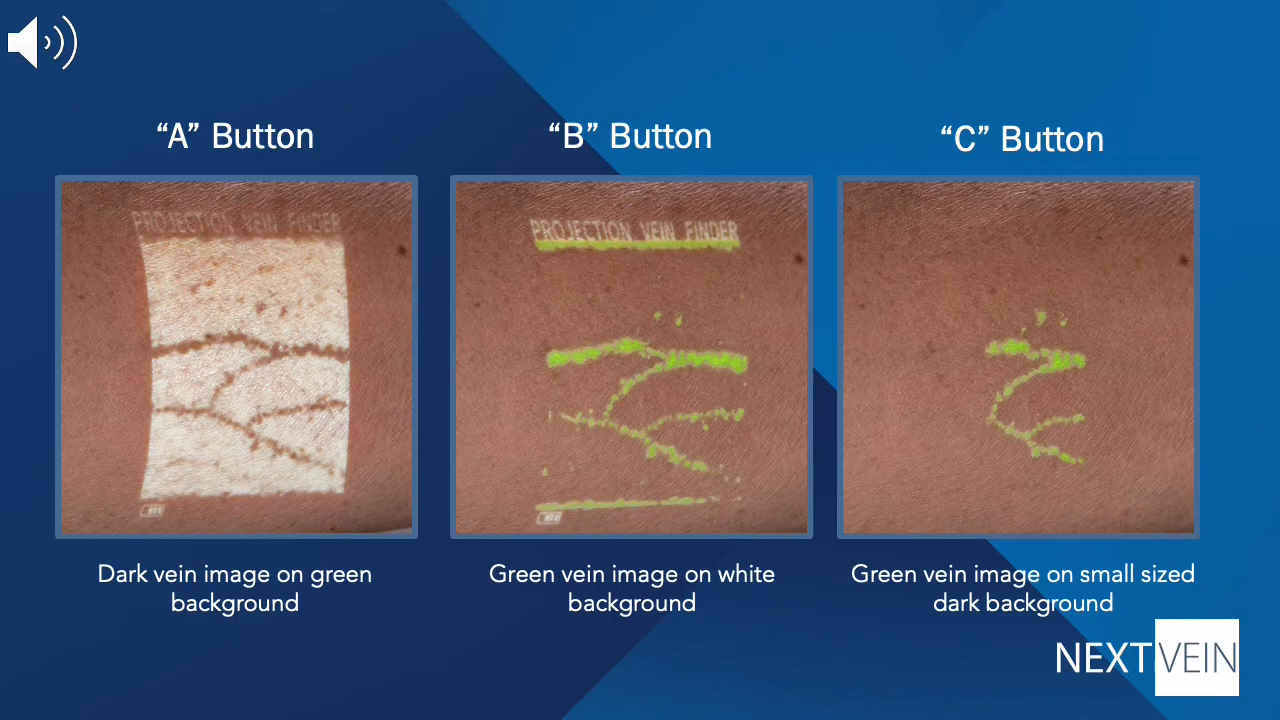 “A” Button
“B” Button
“C” Button
PROJECTION VEIN FINDER
PROJECTION VEIN FINDER
Dark vein image on green
background
Green vein image on white
background
Green vein image on small sized
dark background
NEXTVEIN